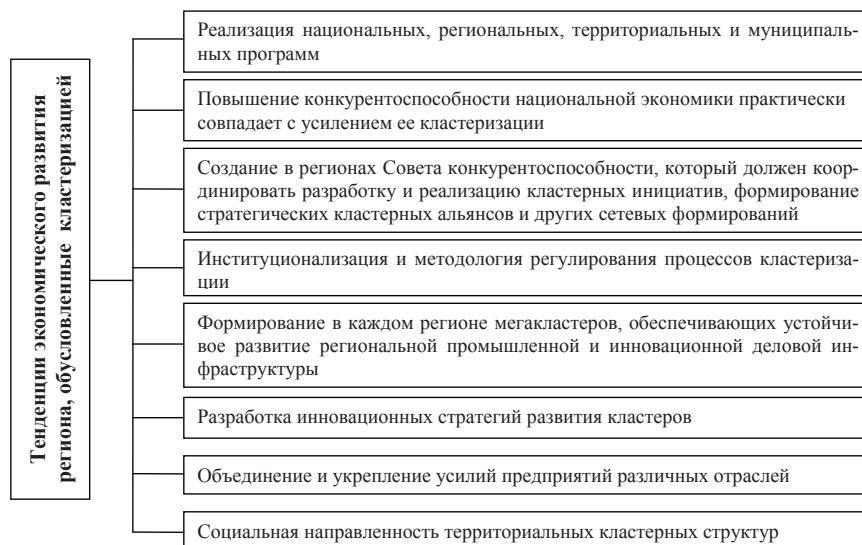 Тенденции экономического развития
региона, обусловленные кластеризацией
Реализация национальных, региональных, территориальных и муниципаль-
ных программ
Повышение конкурентоспособности национальной экономики практически
совпадает с усилением ее кластеризации
Создание в регионах Совета конкурентоспособности, который должен коор-
динировать разработку и реализацию кластерных инициатив, формирование
стратегических кластерных альянсов и других сетевых формирований
Институционализация и методология регулирования процессов кластериза-
ции
Формирование в каждом регионе мегакластеров, обеспечивающих устойчи-
вое развитие региональной промышленной и инновационной деловой ин-
фраструктуры
Разработка инновационных стратегий развития кластеров
Объединение и укрепление усилий предприятий различных отраслей
Социальная направленность территориальных кластерных структур